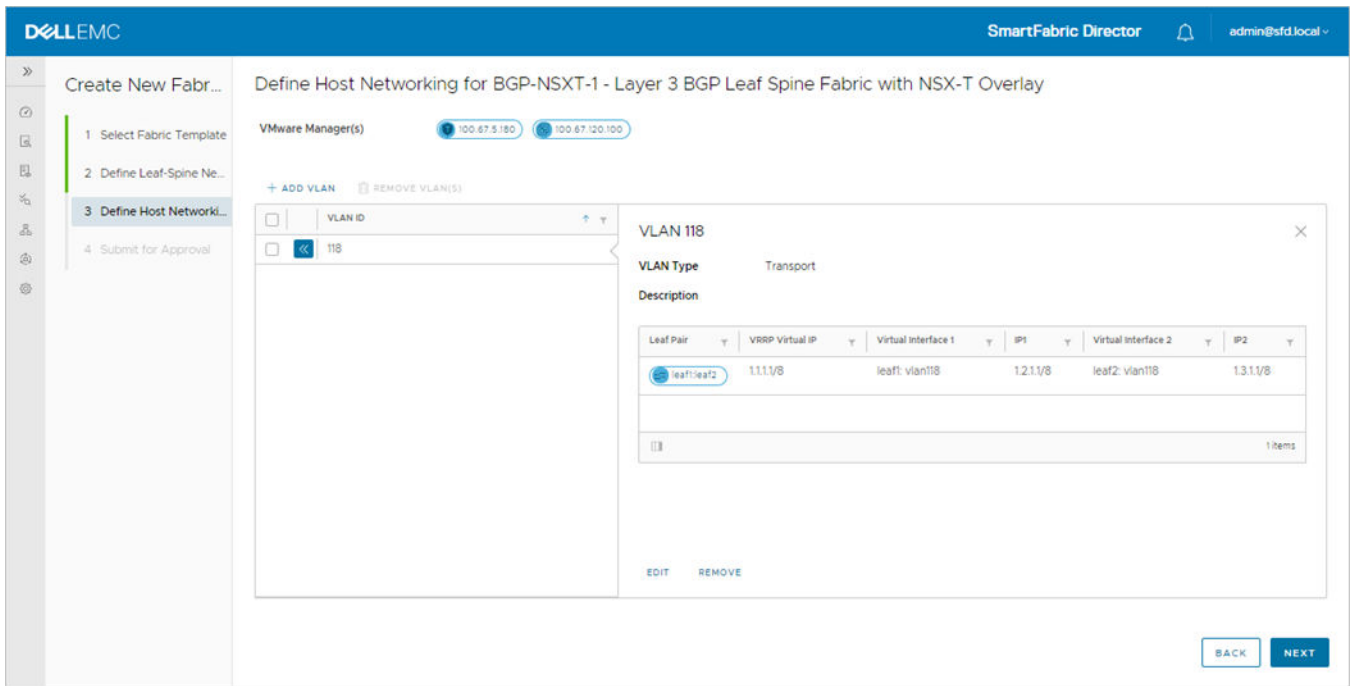 DELLEMC
SmartFabric Director
admin@sfd.local
Create New Fabr...
1 Select Fabric Template
2 Define Leaf-Spine Ne...
3 Define Host Networki...
4 Submit for Approval
Define Host Networking for BGP-NSXT-1 - Layer 3 BGP Leaf Spine Fabric with NSX-T Overlay
VMware Manager(s) 100.67.5.180 100.67.120.100
+ ADD VLAN REMOVE VLAN(S)
VLAN ID
118
VLAN 118
VLAN Type Transport
Description
Leaf Pair VRRP Virtual IP Virtual Interface 1 IP1 Virtual Interface 2 IP2
leaf1:leaf2 1.1.1.1/8 leaf1: vlan118 1.2.1.1/8 leaf2: vlan118 1.3.1.1/8
1 items
EDIT REMOVE
BACK NEXT